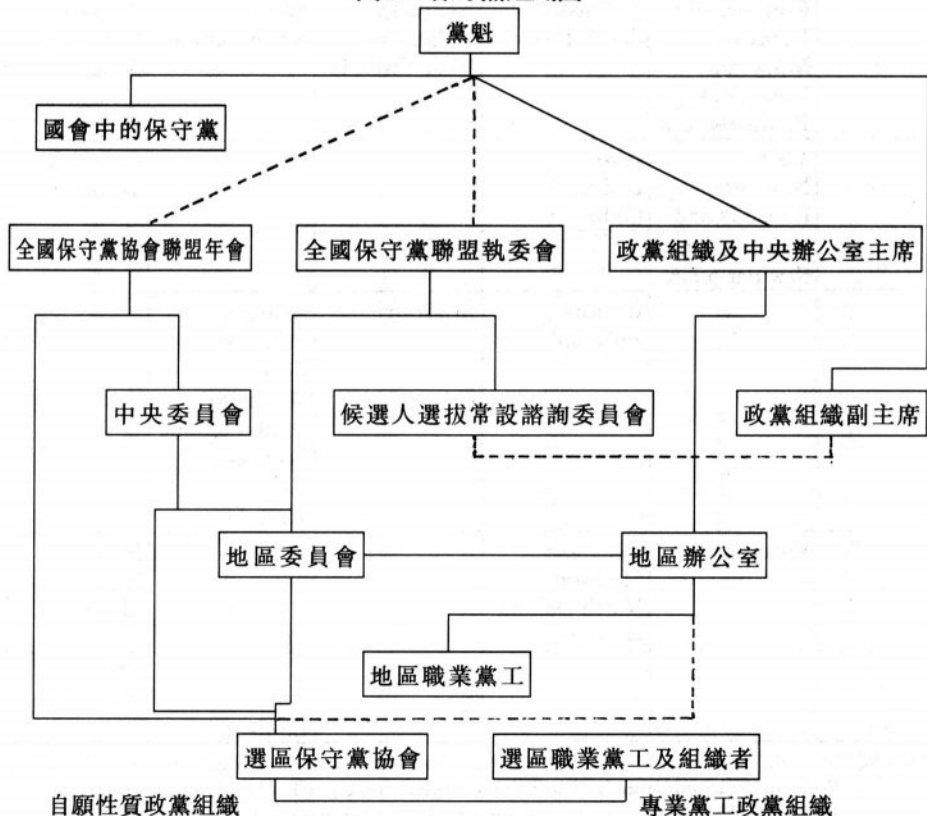 黨魁
國會中的保守黨
全國保守黨協會聯盟年會
全國保守黨聯盟執委會
政黨組織及中央辦公室主席
中央委員會
候選人選拔常設諮詢委員會
政黨組織副主席
地區委員會
地區辦公室
地區職業黨工
選區保守黨協會
選區職業黨工及組織者
自願性質政黨組織
專業黨工政黨組織